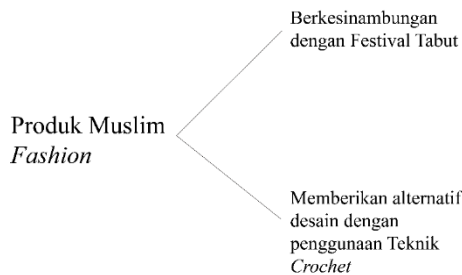 Berkesinambungan
dengan Festival Tabut
Produk Muslim
Fashion
Memberikan alternatif
desain dengan
penggunaan Teknik
Crochet